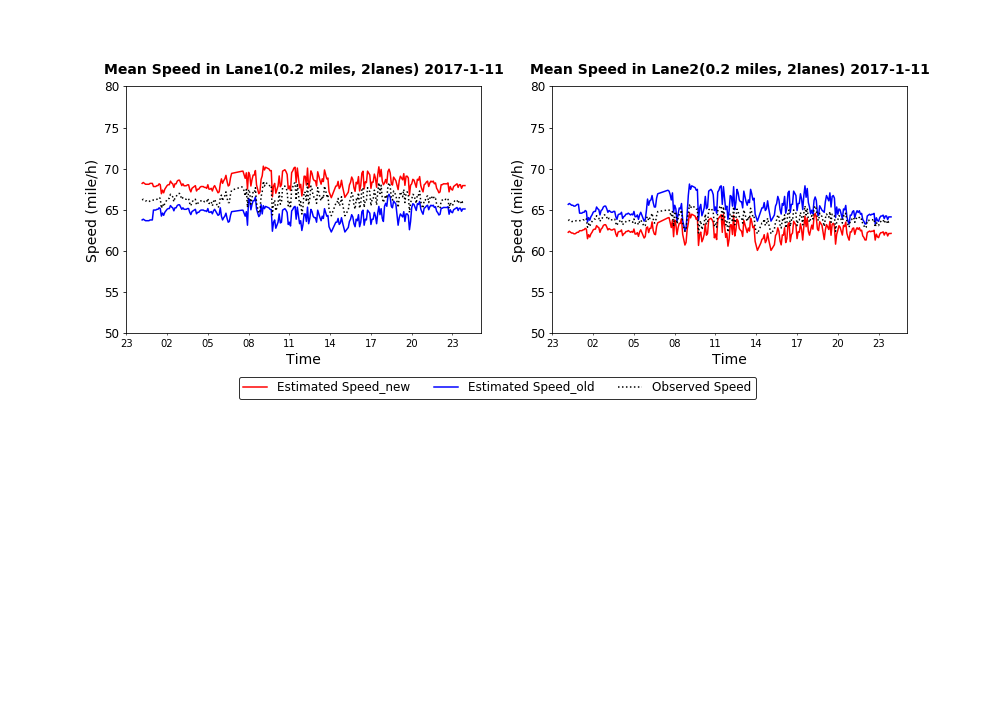 Mean Speed in Lane1(0.2 miles, 2lanes) 2017-1-11
80
75
70
65
60
55
50
Speed (mile/h)
23 02 05 08 11 14 17 20 23
Time
Mean Speed in Lane2(0.2 miles, 2lanes) 2017-1-11
80
75
70
65
60
55
50
Speed (mile/h)
23 02 05 08 11 14 17 20 23
Time
Estimated Speed_new Estimated Speed_old Observed Speed